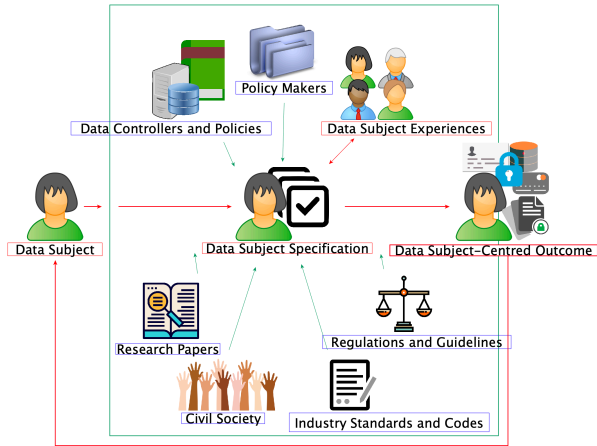 Policy Makers
Data Controllers and Policies
Data Subject Experiences
Data Subject
Data Subject Specification
Data Subject-Centred Outcome
Research Papers
Regulations and Guidelines
Civil Society
Industry Standards and Codes